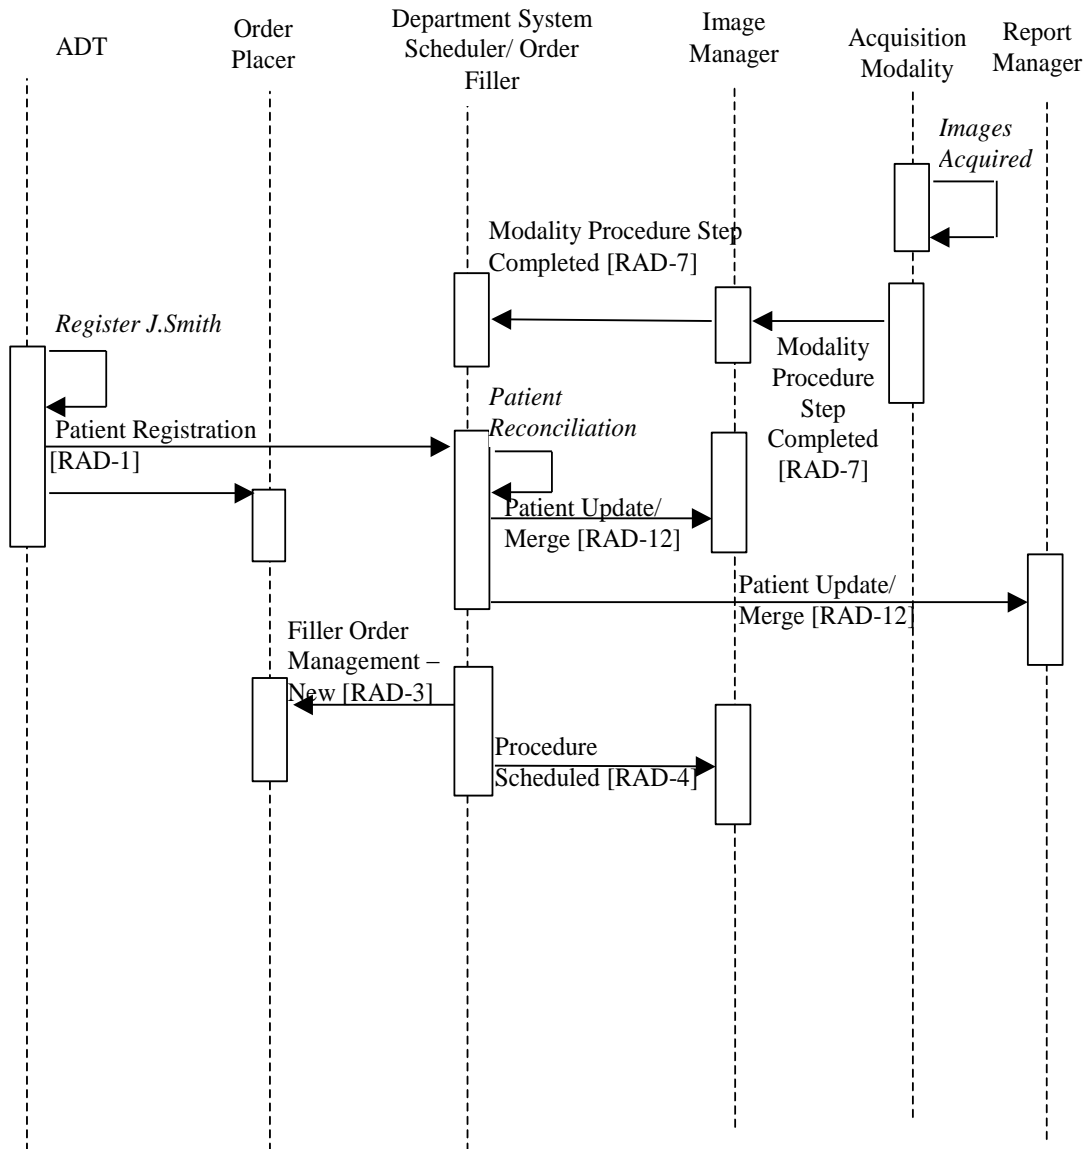 ADT
Order
Placer
Department System
Scheduler/ Order
Filler
Image
Manager
Acquisition
Modality
Report
Manager
Images
Acquired
Modality Procedure Step
Completed [RAD-7]
Register J.Smith
Modality
Procedure
Step
Completed
[RAD-7]
Patient
Reconciliation
Patient Registration
[RAD-1]
Patient Update/
Merge [RAD-12]
Patient Update/
Merge [RAD-12]
Filler Order
Management –
New [RAD-3]
Procedure
Scheduled [RAD-4]